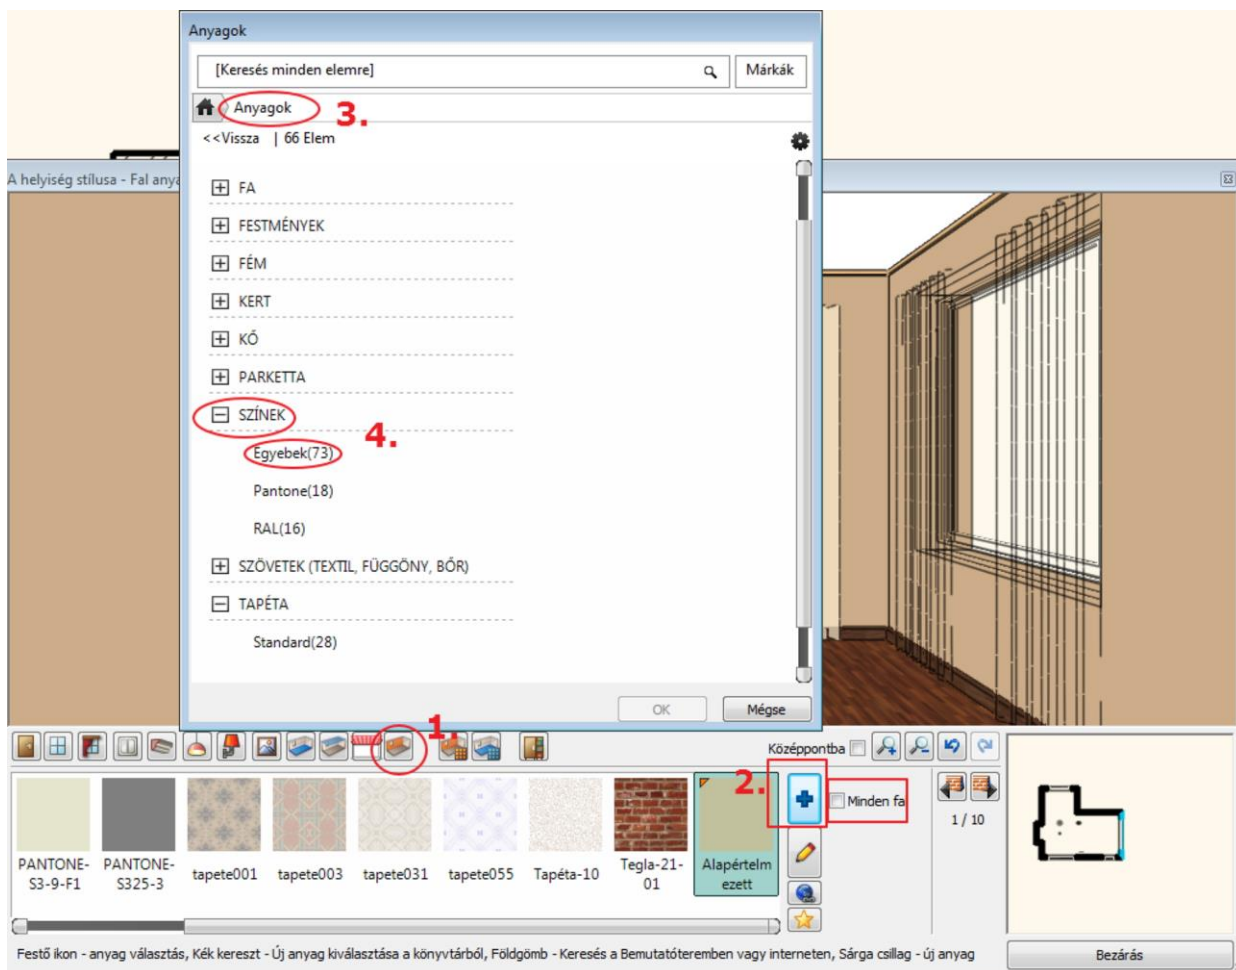 Anyagok
[Keresés minden elemre]
Márkák
Anyagok
3.
<<Vissza | 66 Elem
A helyiség stílusa - Fal anya
FA
FESTMÉNYEK
FÉM
KERT
KŐ
PARKETTA
SZÍNEK
4.
Egyebek(73)
Pantone(18)
RAL(16)
SZÖVETEK (TEXTIL, FÜGGÖNY, BŐR)
TAPÉTA
Standard(28)
OK
Mégse
1.
Középpontba
2.
Minden fa
1 / 10
PANTONE-
S3-9-F1
PANTONE-
S325-3
tapete001
tapete003
tapete031
tapete055
Tapéta-10
Tegla-21-
01
Alapértelm
ezett
Festő ikon - anyag választás, Kék kereszt - Új anyag kiválasztása a könyvtárból, Földgömb - Keresés a Bemutatóteremben vagy interneten, Sárga csillag - új anyag
Bezárás